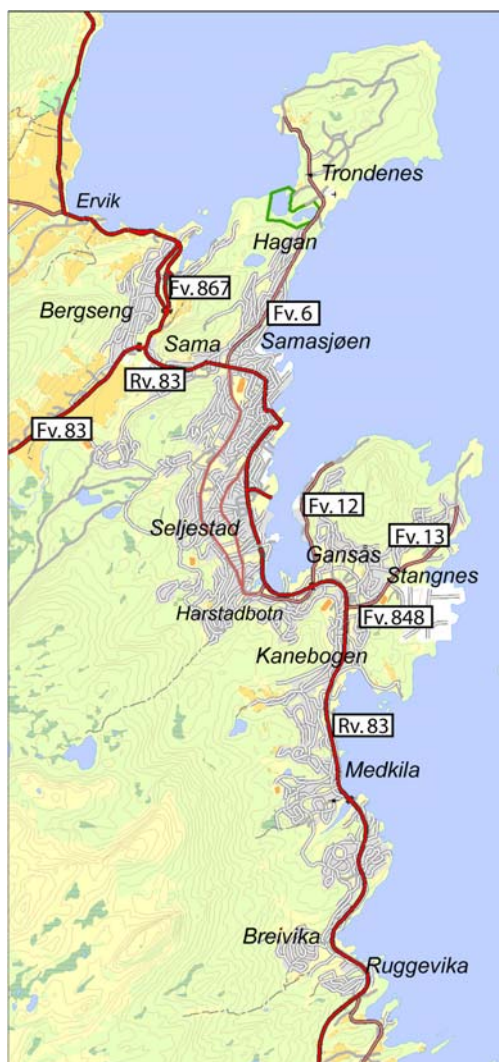 Trondenes
Ervik
Hagan
Fv. 867
Bergseng
Fv. 6
Sama
Samasjøen
Rv. 83
Fv. 83
Fv. 12
Seljestad
Gansås
Fv. 13
Stangnes
Harstadbotn
Fv. 848
Kanebogen
Rv. 83
Medkila
Breivika
Ruggevika